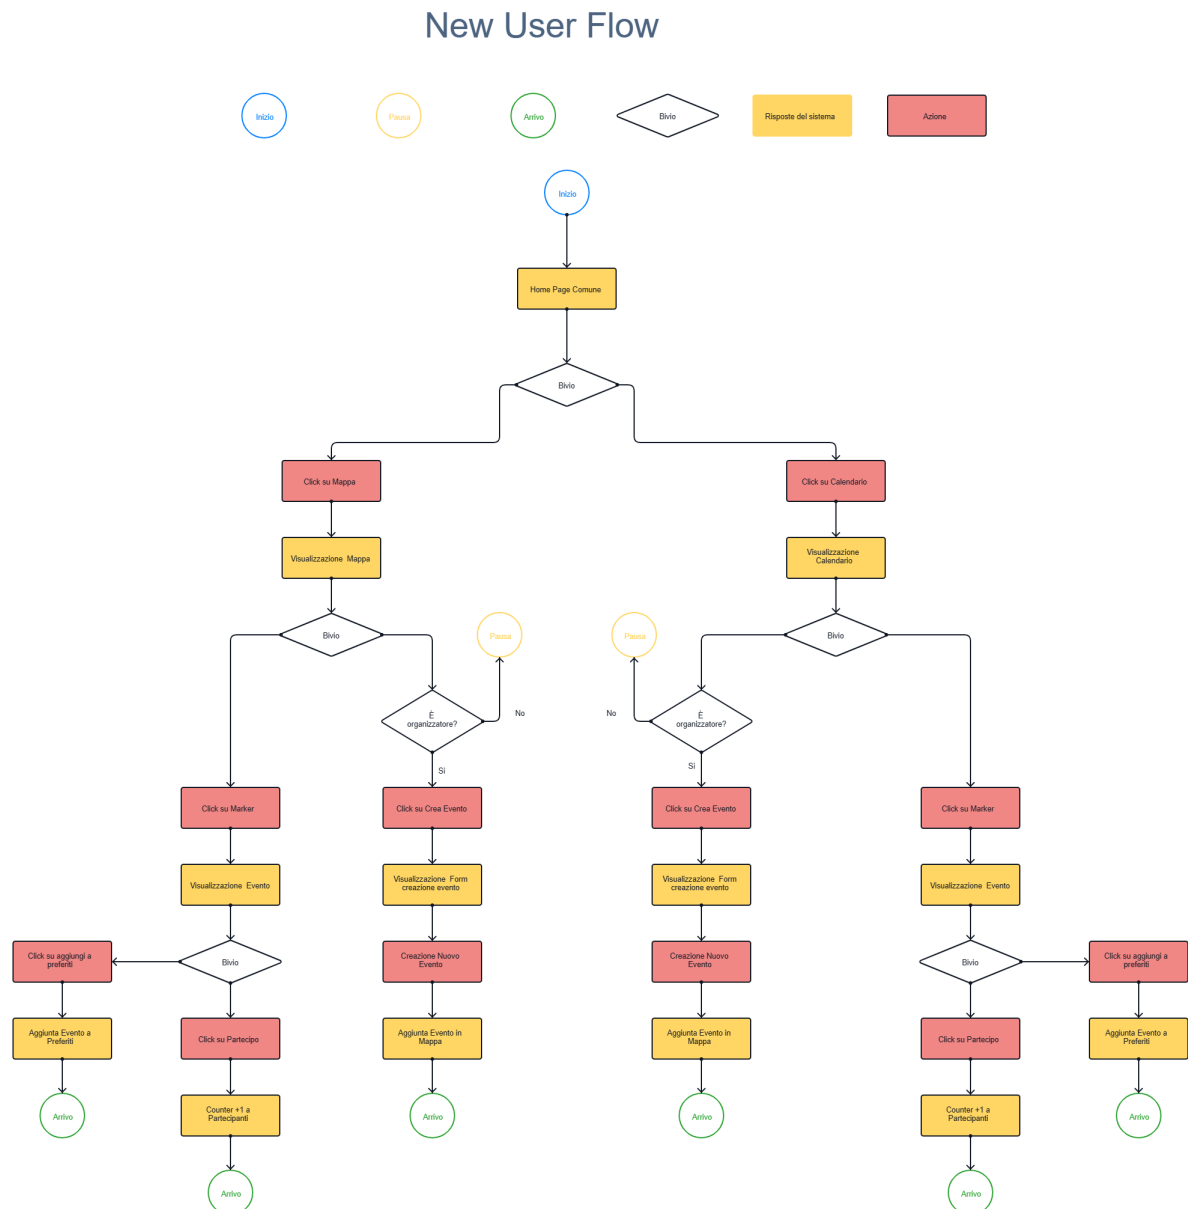 New User Flow
Inizio
Pausa
Arrivo
Bivio
Risposte del sistema
Azione
Inizio
Home Page Comune
Bivio
Click su Mappa
Click su Calendario
Visualizzazione Mappa
Visualizzazione
Calendario
Bivio
Pausa
Pausa
Bivio
È
organizzatore?
No
No
È
organizzatore?
Si
Si
Click su Marker
Click su Crea Evento
Click su Crea Evento
Click su Marker
Visualizzazione Evento
Visualizzazione Form
creazione evento
Visualizzazione Form
creazione evento
Visualizzazione Evento
Click su aggiungi a
preferiti
Bivio
Creazione Nuovo
Evento
Creazione Nuovo
Evento
Bivio
Click su aggiungi a
preferiti
Aggiunta Evento a
Preferiti
Click su Partecipo
Aggiunta Evento in
Mappa
Aggiunta Evento in
Mappa
Click su Partecipo
Aggiunta Evento a
Preferiti
Arrivo
Counter +1 a
Partecipanti
Arrivo
Arrivo
Counter +1 a
Partecipanti
Arrivo
Arrivo
Arrivo